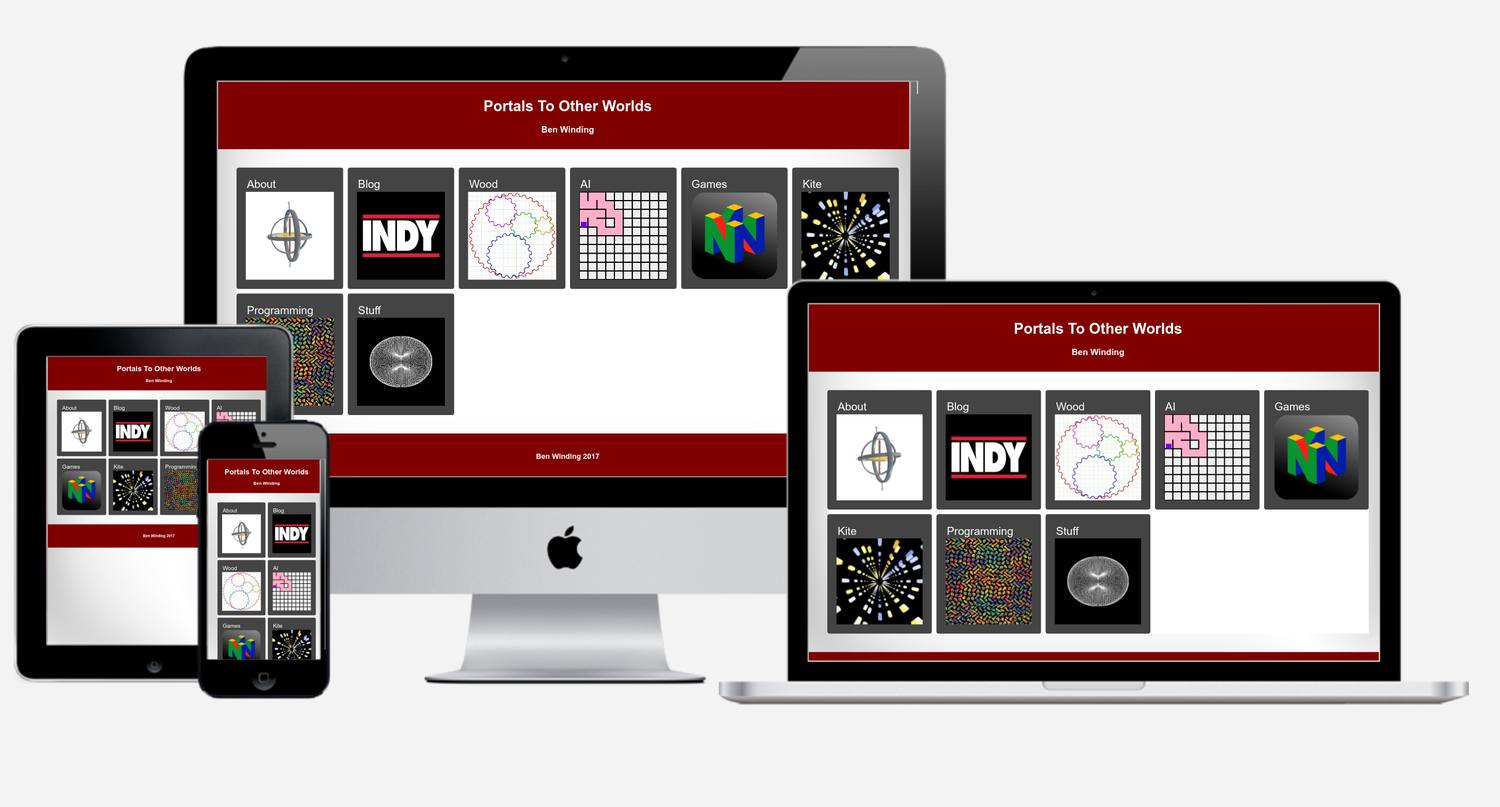 Portals To Other Worlds
Ben Winding
About
Blog
Wood
AI
Games
Kite
INDY
Programming
Stuff
Ben Winding 2017
Portals To Other Worlds
Ben Winding
About
Blog
Wood
AI
INDY
Games
Kite
Programming
Ben Winding 2017
Portals To Other Worlds
Ben Winding
About
Blog
INDY
Wood
AI
Games
Kite
Portals To Other Worlds
Ben Winding
About
Blog
Wood
AI
Games
INDY
Kite
Programming
Stuff